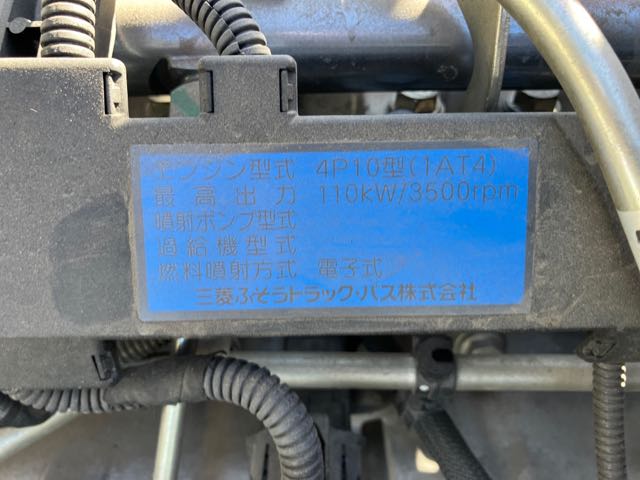 エンジン型式 4P10型(1AT4)
最高出力 110kW/3500rpm
噴射ポンプ型式
過給機型式
燃料噴射方式 電子式
三菱ふそうトラック・バス株式会社